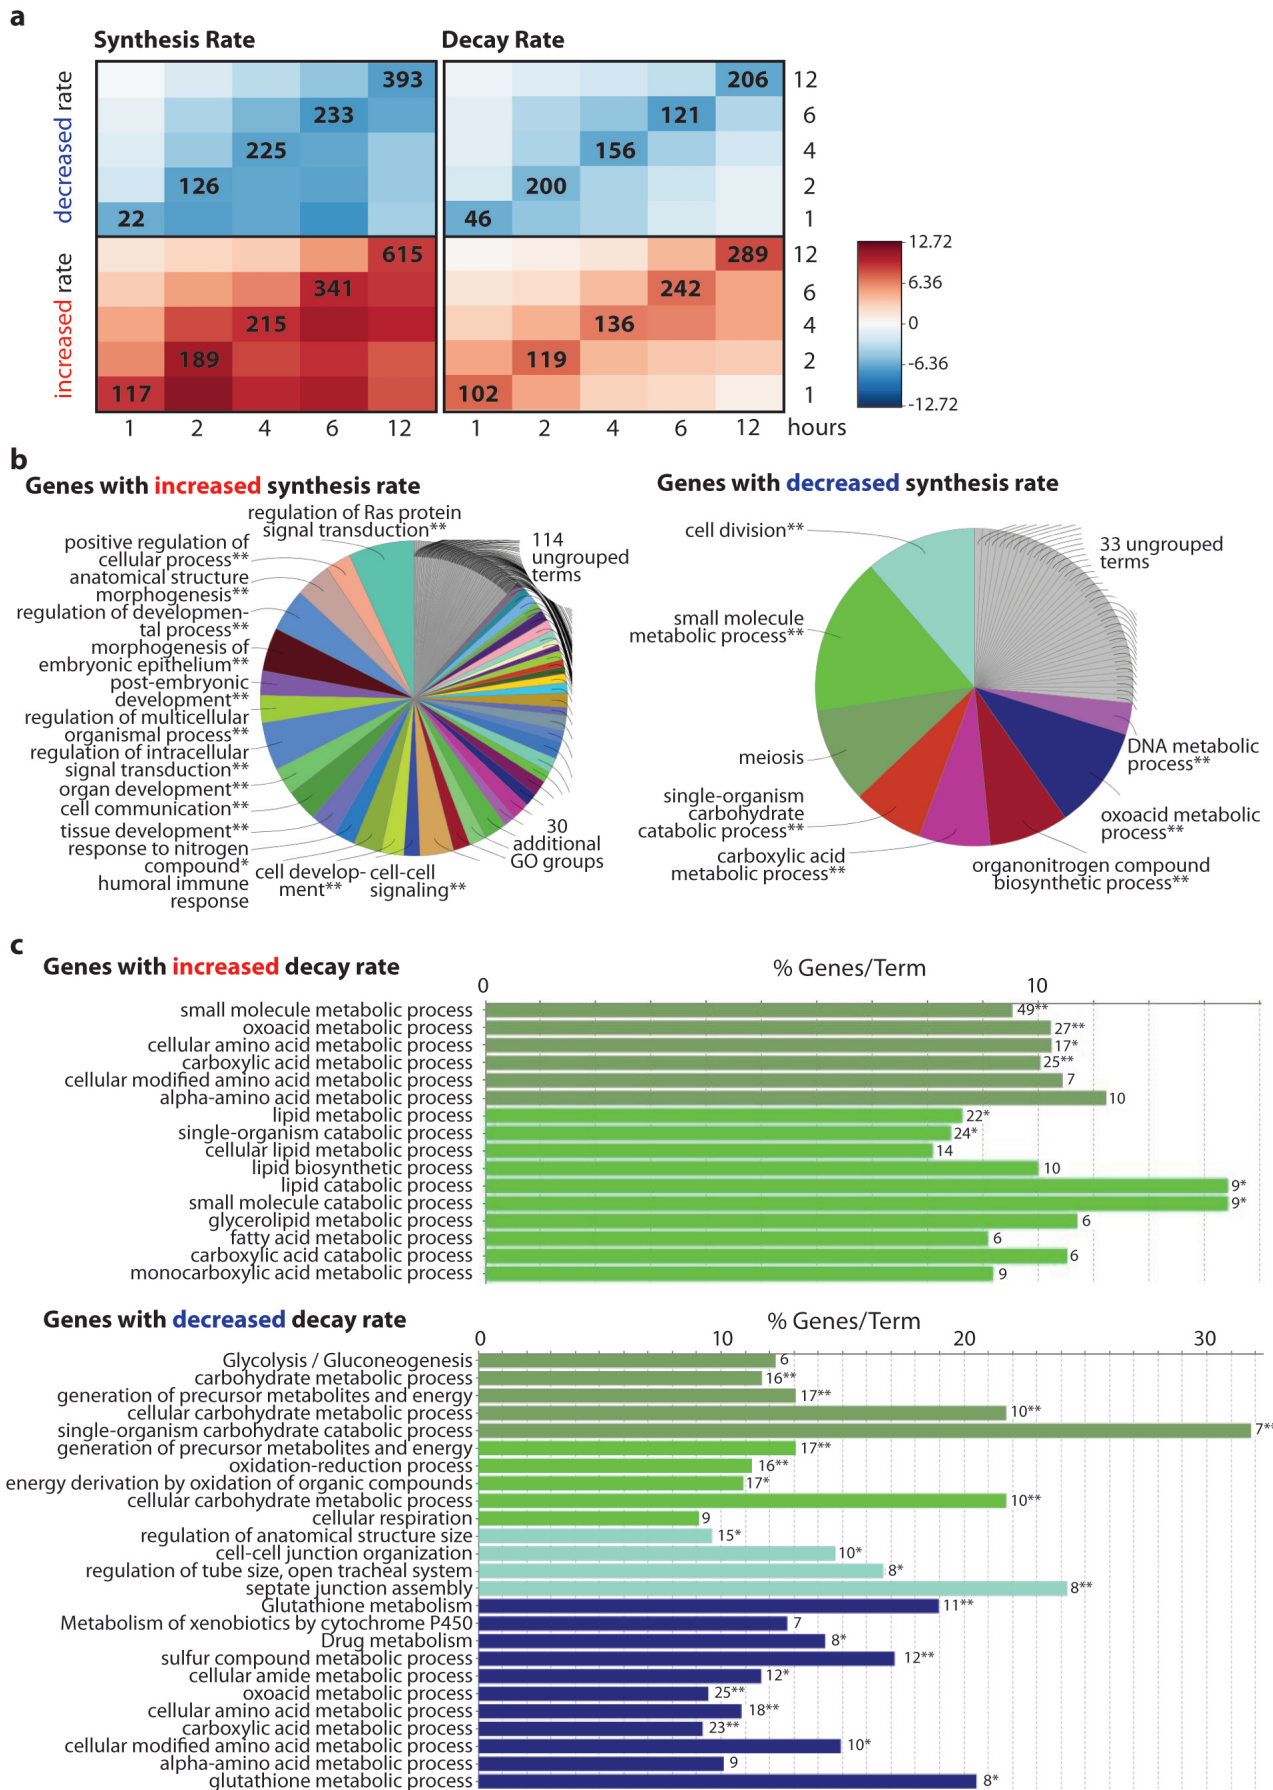 a
Synthesis Rate
Decay Rate
decreased rate
increased rate
393
206
12
233
121
6
225
156
4
126
200
2
22
46
1
615
289
12
341
242
6
215
136
4
189
119
2
117
102
1
1 2 4 6 12
1 2 4 6 12 hours
12.72
6.36
0
-6.36
-12.72
b
Genes with increased synthesis rate
regulation of Ras protein
signal transduction**
positive regulation of
cellular process**
anatomical structure
morphogenesis**
regulation of developmen-
tal process**
morphogenesis of
embryonic epithelium**
post-embryonic
development**
regulation of multicellular
organismal process**
regulation of intracellular
signal transduction**
organ development**
cell communication**
tissue development**
response to nitrogen
compound*
humoral immune
response
cell develop-
ment**
cell-cell
signaling**
114
ungrouped
terms
30
additional
GO groups
Genes with decreased synthesis rate
cell division**
small molecule
metabolic process**
meiosis
single-organism
carbohydrate
catabolic process**
carboxylic acid
metabolic process**
33 ungrouped
terms
DNA metabolic
process**
oxoacid metabolic
process**
organonitrogen compound
biosynthetic process**
c
Genes with increased decay rate
% Genes/Term
0 10
small molecule metabolic process 49**
oxoacid metabolic process 27**
cellular amino acid metabolic process 17*
carboxylic acid metabolic process 25**
cellular modified amino acid metabolic process 7
alpha-amino acid metabolic process 10
lipid metabolic process 22*
single-organism catabolic process 24*
cellular lipid metabolic process 14
lipid biosynthetic process 10
lipid catabolic process 9*
small molecule catabolic process 9*
glycerolipid metabolic process 6
fatty acid metabolic process 6
carboxylic acid catabolic process 6
monocarboxylic acid metabolic process 9
Genes with decreased decay rate
% Genes/Term
0 10 20 30
Glycolysis / Gluconeogenesis 6
carbohydrate metabolic process 16**
generation of precursor metabolites and energy 17**
cellular carbohydrate metabolic process 10**
single-organism carbohydrate catabolic process 7**
generation of precursor metabolites and energy 17**
oxidation-reduction process 16**
energy derivation by oxidation of organic compounds 17*
cellular carbohydrate metabolic process 10**
cellular respiration 9
regulation of anatomical structure size 15*
cell-cell junction organization 10*
regulation of tube size, open tracheal system 8*
septate junction assembly 8**
Glutathione metabolism 11**
Metabolism of xenobiotics by cytochrome P450 7
Drug metabolism 8*
sulfur compound metabolic process 12**
cellular amide metabolic process 12*
oxoacid metabolic process 25**
cellular amino acid metabolic process 18**
carboxylic acid metabolic process 23**
cellular modified amino acid metabolic process 10*
alpha-amino acid metabolic process 9
glutathione metabolic process 8*